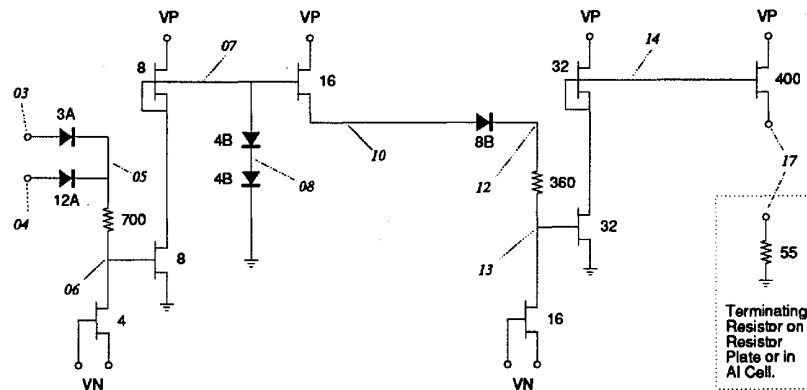 VP
VP
VP
VP
07
14
8
16
32
400
03
3A
4B
8B
10
12
17
05
4B
08
360
04
12A
700
32
55
06
8
13
4
16
VN
VN
Terminating
Resistor on
Resistor
Plate or in
AI Cell.